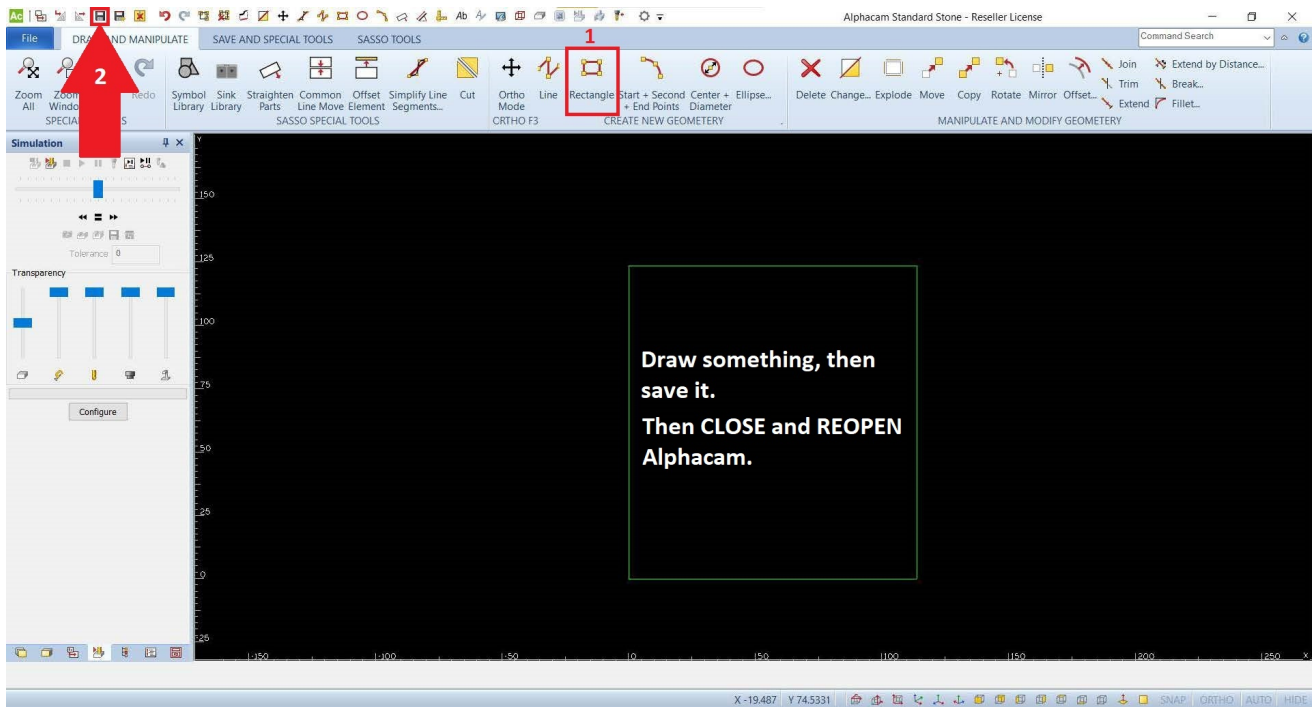 Ac
Ab
Alphacam Standard Stone - Reseller License
File
MANIPULATE
SAVE AND SPECIAL TOOLS
SASSO TOOLS
1
Command Search
2
Zoom All
Redo
Symbol Library
Sink Library
Straighten Parts
Common Line Move
Offset Element
Simplify Line Segments...
Cut
Ortho Mode
Line
Rectangle
Start + Second + End Points
Center + Diameter
Ellipse...
Delete
Change...
Explode
Move
Copy
Rotate
Mirror
Offset...
Join
Trim
Extend
Extend by Distance...
Break...
Fillet...
SASSO SPECIAL TOOLS
ORTHO F3
CREATE NEW GEOMETERY
MANIPULATE AND MODIFY GEOMETERY
Simulation
Tolerance 0
Transparency
Configure
Y
150
125
100
75
50
25
0
-25
Draw something, then
save it.
Then CLOSE and REOPEN
Alphacam.
-150 -100 -50 0 50 100 150 200 250 X
X -19.487 Y 74.5331 SNAP ORTHO AUTO HIDE